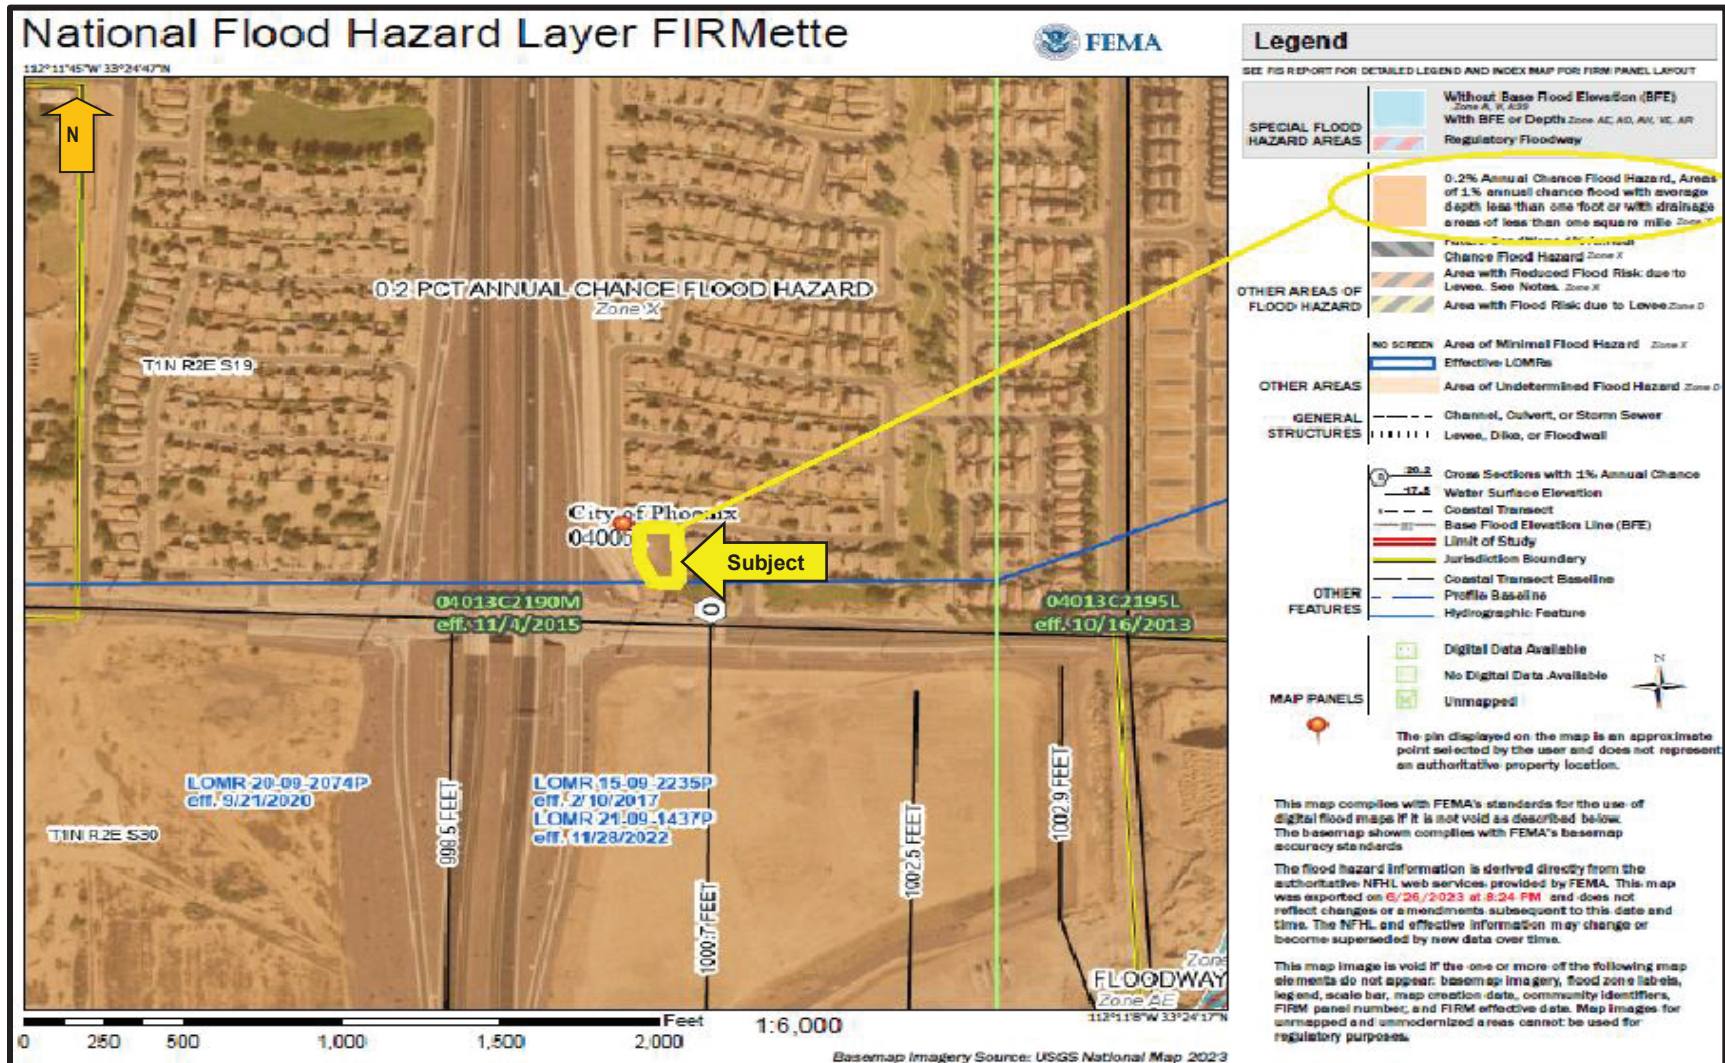 National Flood Hazard Layer FIRMette
FEMA
112°11'45"W 33°24'47"N
N
0.2 PCT ANNUAL CHANCE FLOOD HAZARD
Zone X
T1N R2E S19
City of Phoenix
04005
Subject
04013C2190M
eff. 11/4/2015
04013C2195L
eff. 10/16/2013
LOMR 20-09-2074P
eff. 9/21/2020
LOMR 15-09-2235P
eff. 2/10/2017
LOMR 21-09-1437P
eff. 11/28/2022
T1N R2E S30
998.5 FEET
1000.7 FEET
1002.5 FEET
1002.9 FEET
Zone
FLOODWAY
Zone AE
112°11'8"W 33°24'17"N
0 250 500 1,000 1,500 2,000 Feet
1:6,000
Basemap Imagery Source: USGS National Map 2023
Legend
SEE FIS REPORT FOR DETAILED LEGEND AND INDEX MAP FOR FIRM PANEL LAYOUT
SPECIAL FLOOD
HAZARD AREAS
Without Base Flood Elevation (BFE)
Zone A, V, A99
With BFE or Depth Zone AE, AO, AH, VE, AR
Regulatory Floodway
0.2% Annual Chance Flood Hazard, Areas
of 1% annual chance flood with average
depth less than one foot or with drainage
areas of less than one square mile Zone X
Chance Flood Hazard Zone X
Area with Reduced Flood Risk due to
Levee. See Notes. Zone X
Area with Flood Risk due to Levee Zone D
OTHER AREAS OF
FLOOD HAZARD
NO SCREEN Area of Minimal Flood Hazard Zone X
Effective LOMRs
OTHER AREAS
Area of Undetermined Flood Hazard Zone D
GENERAL
STRUCTURES
Channel, Culvert, or Storm Sewer
Levee, Dike, or Floodwall
20.2 Cross Sections with 1% Annual Chance
17.5 Water Surface Elevation
Coastal Transect
Base Flood Elevation Line (BFE)
Limit of Study
Jurisdiction Boundary
Coastal Transect Baseline
OTHER
FEATURES
Profile Baseline
Hydrographic Feature
Digital Data Available
No Digital Data Available
Unmapped
MAP PANELS
N
The pin displayed on the map is an approximate
point selected by the user and does not represent
an authoritative property location.
This map complies with FEMA's standards for the use of
digital flood maps if it is not void as described below.
The basemap shown complies with FEMA's basemap
accuracy standards
The flood hazard information is derived directly from the
authoritative NFHL web services provided by FEMA. This map
was exported on 6/26/2023 at 8:24 PM and does not
reflect changes or amendments subsequent to this date and
time. The NFHL and effective information may change or
become superseded by new data over time.
This map image is void if the one or more of the following map
elements do not appear: basemap imagery, flood zone labels,
legend, scale bar, map creation date, community identifiers,
FIRM panel number, and FIRM effective date. Map images for
unmapped and unmodernized areas cannot be used for
regulatory purposes.